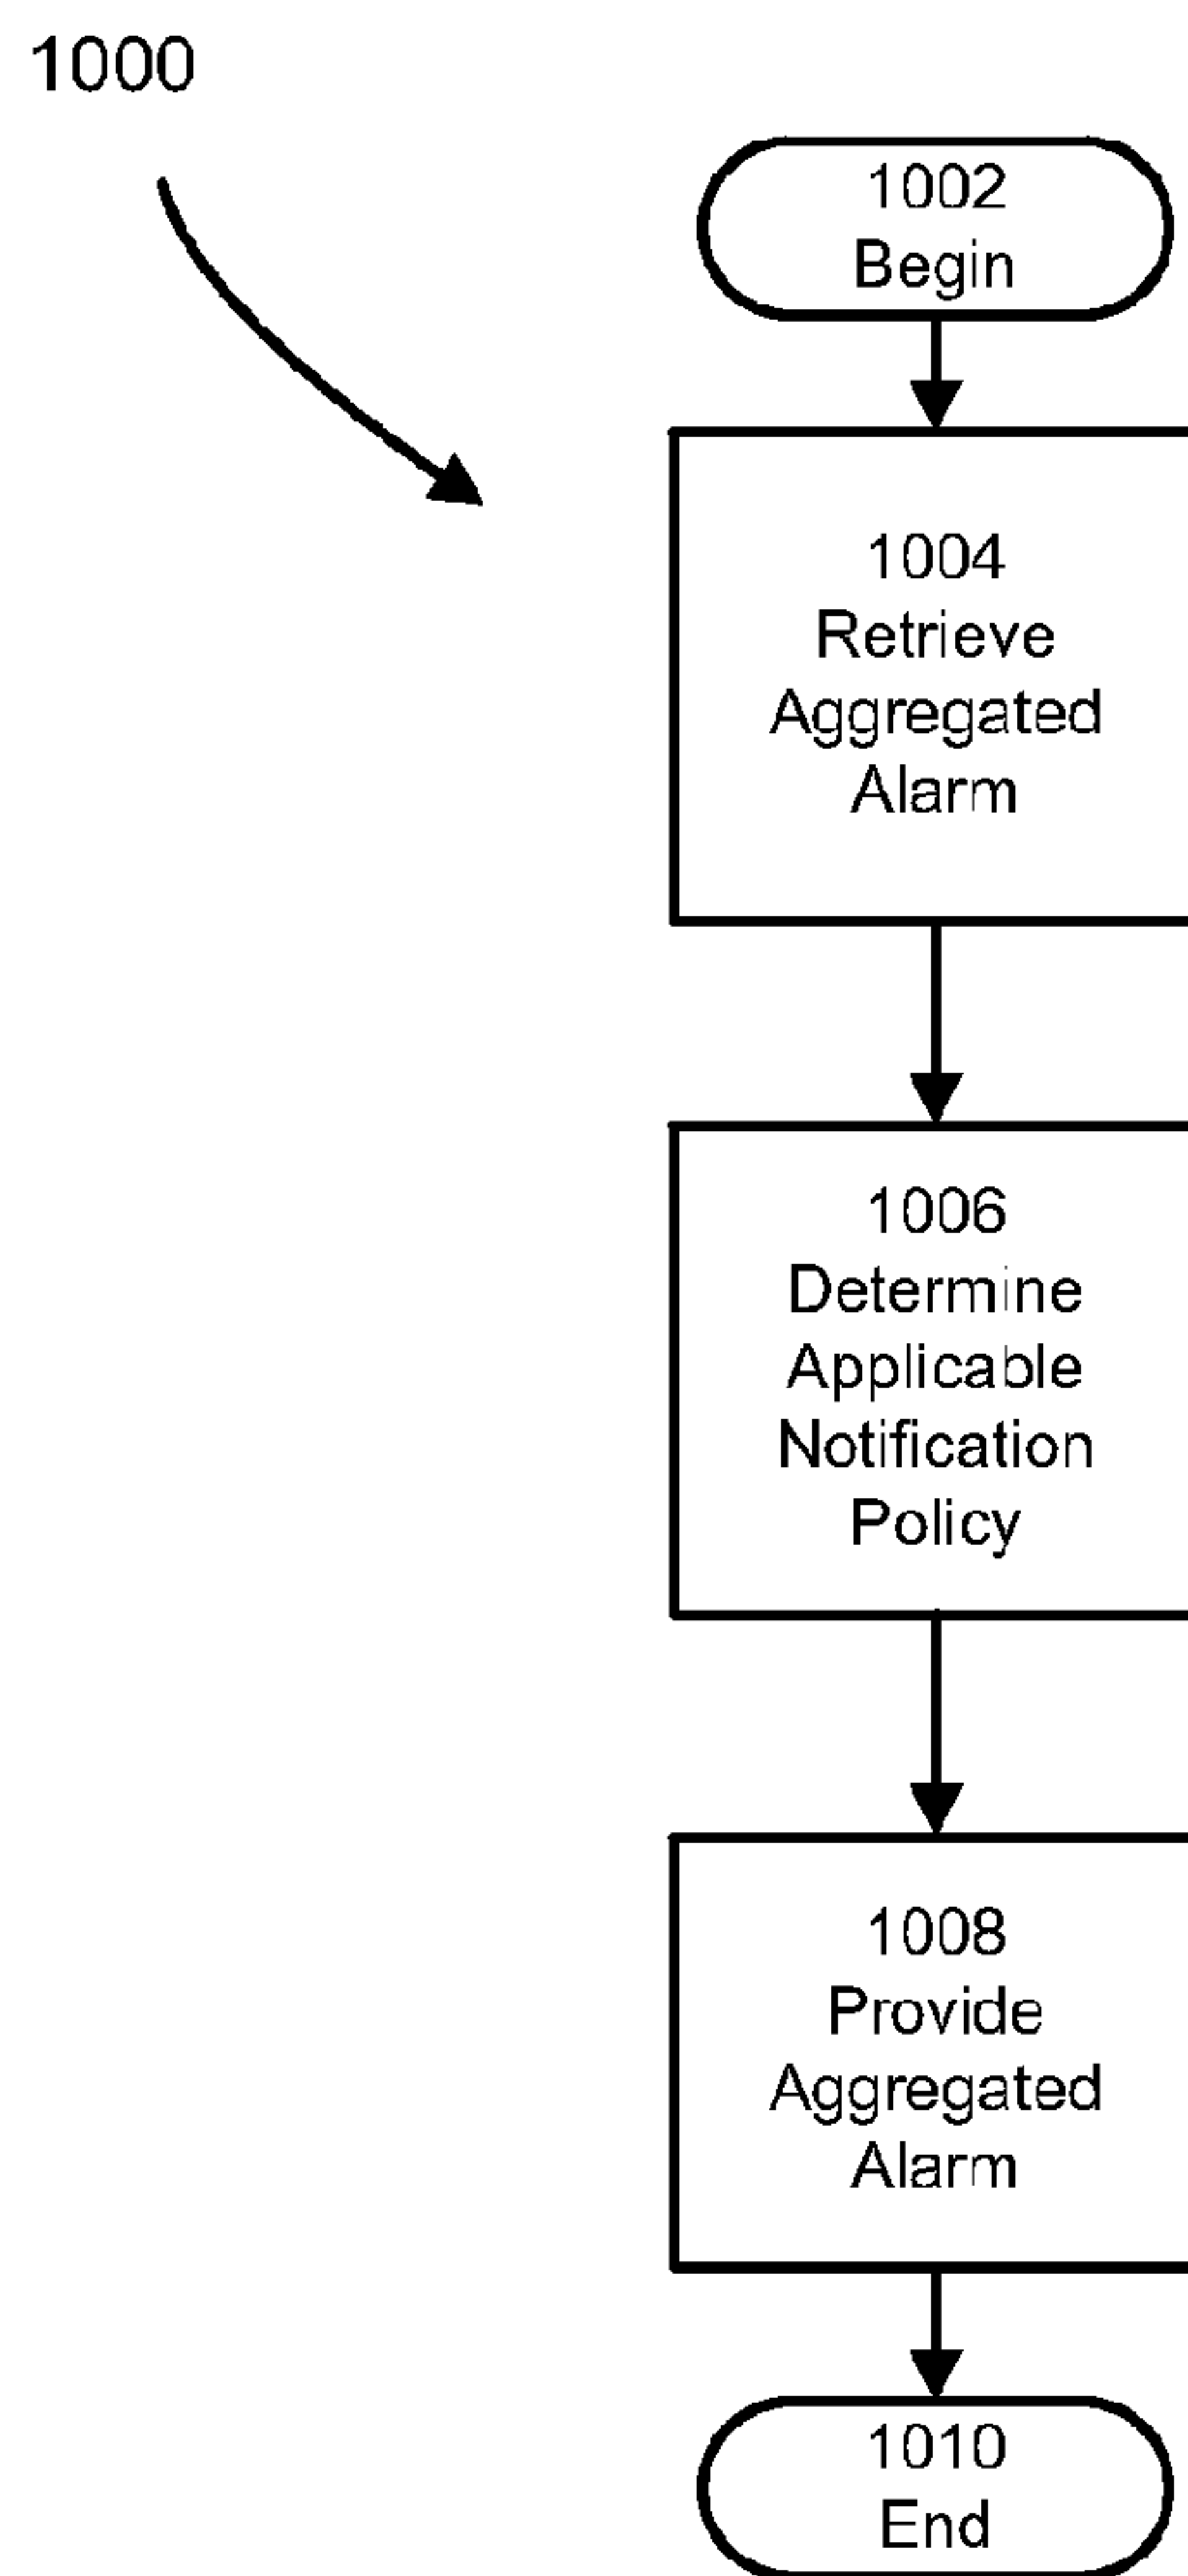 1000
1002
Begin
1004
Retrieve
Aggregated
Alarm
1006
Determine
Applicable
Notification
Policy
1008
Provide
Aggregated
Alarm
1010
End